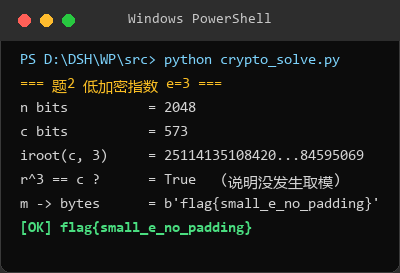 Windows PowerShell
PS D:\DSH\WP\src> python crypto_solve.py
=== 题2 低加密指数 e=3 ===
n bits = 2048
c bits = 573
iroot(c, 3) = 25114135108420...84595069
r^3 == c ? = True （说明没发生取模）
m -> bytes = b'flag{small_e_no_padding}'
[OK] flag{small_e_no_padding}